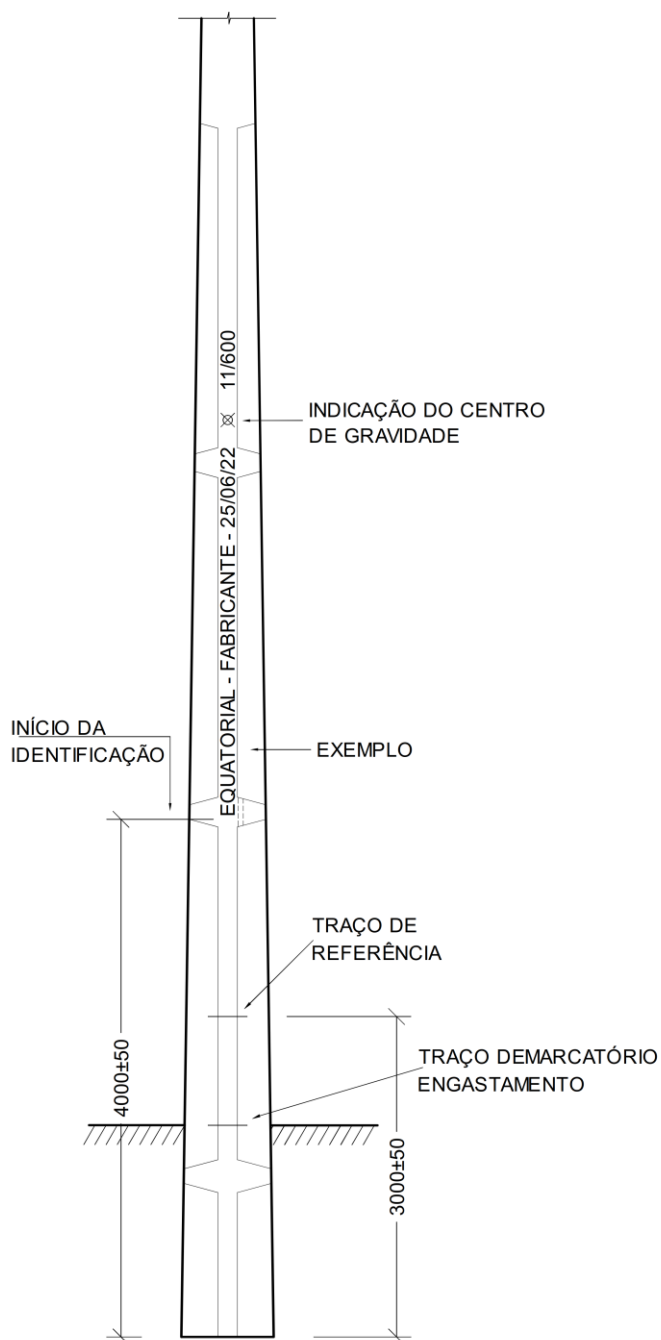 11/600
INDICAÇÃO DO CENTRO
DE GRAVIDADE
EQUATORIAL - FABRICANTE - 25/06/22
INÍCIO DA
IDENTIFICAÇÃO
EXEMPLO
TRAÇO DE
REFERÊNCIA
TRAÇO DEMARCATÓRIO
ENGASTAMENTO
4000±50
3000±50